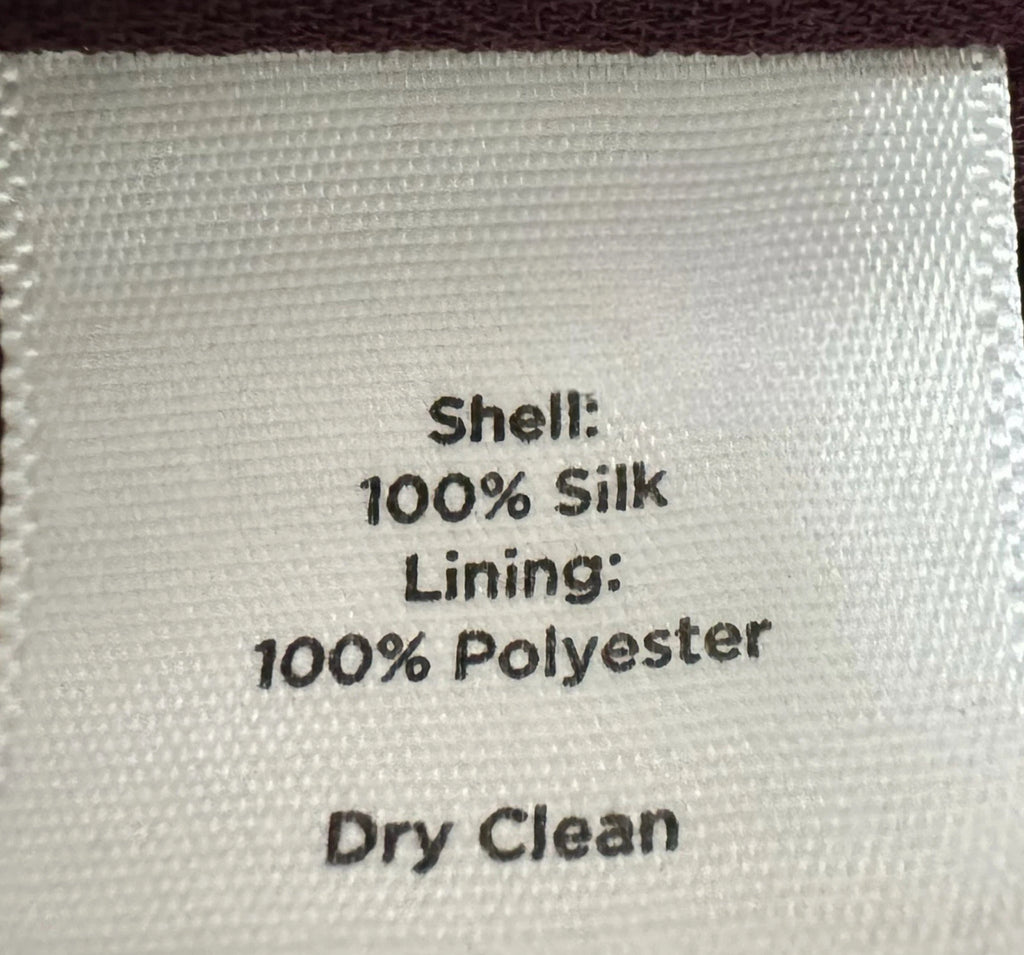 Shell:
100% Silk
Lining:
100% Polyester
Dry Clean